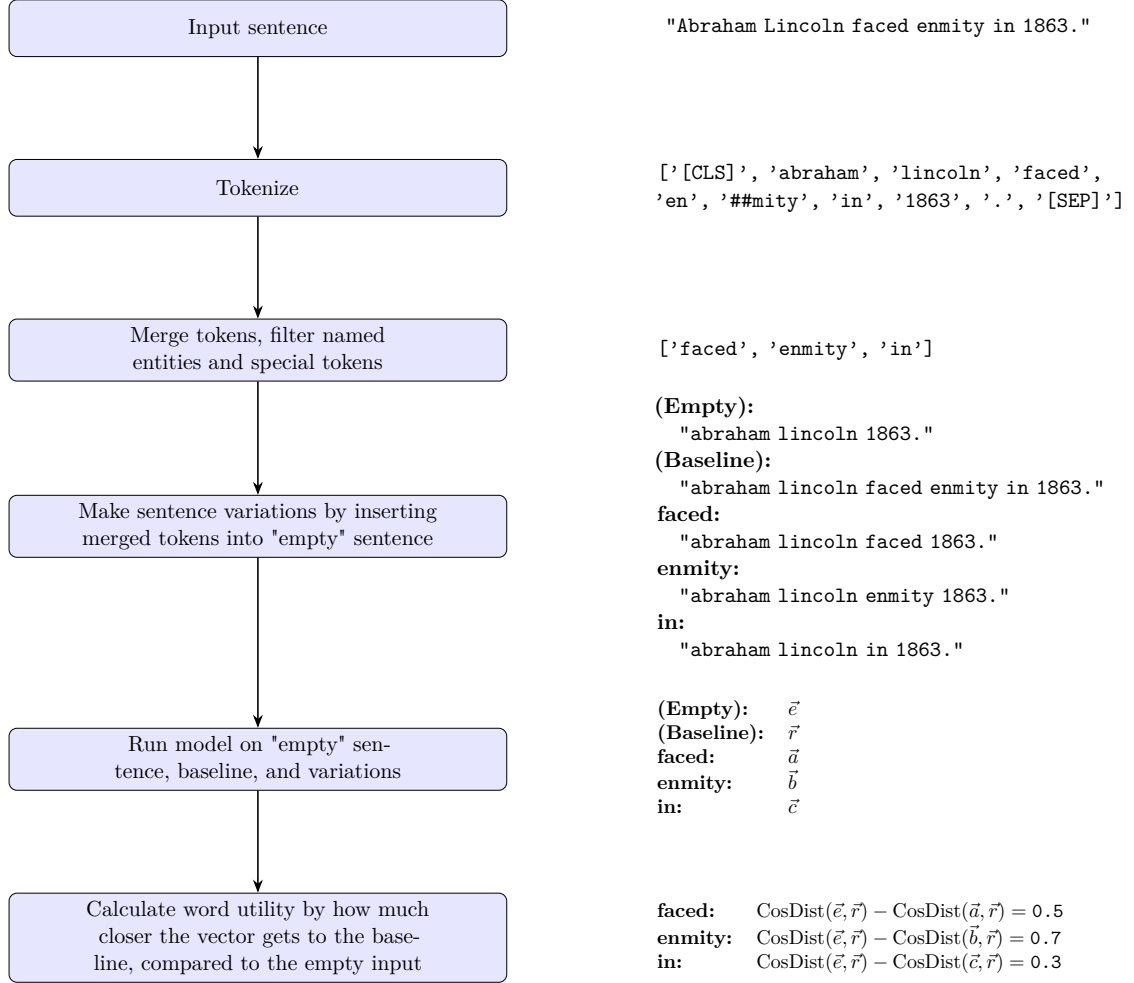 Input sentence
"Abraham Lincoln faced enmity in 1863."
Tokenize
['[CLS]', 'abraham', 'lincoln', 'faced',
'en', '##mity', 'in', '1863', '.', '[SEP]']
Merge tokens, filter named
entities and special tokens
['faced', 'enmity', 'in']
Make sentence variations by inserting
merged tokens into "empty" sentence
(Empty):
"abraham lincoln 1863."
(Baseline):
"abraham lincoln faced enmity in 1863."
faced:
"abraham lincoln faced 1863."
enmity:
"abraham lincoln enmity 1863."
in:
"abraham lincoln in 1863."
Run model on "empty" sen-
tence, baseline, and variations
(Empty): e⃗
(Baseline): r⃗
faced: a⃗
enmity: b⃗
in: c⃗
Calculate word utility by how much
closer the vector gets to the base-
line, compared to the empty input
faced: CosDist(e⃗, r⃗) − CosDist(a⃗, r⃗) = 0.5
enmity: CosDist(e⃗, r⃗) − CosDist(b⃗, r⃗) = 0.7
in: CosDist(e⃗, r⃗) − CosDist(c⃗, r⃗) = 0.3